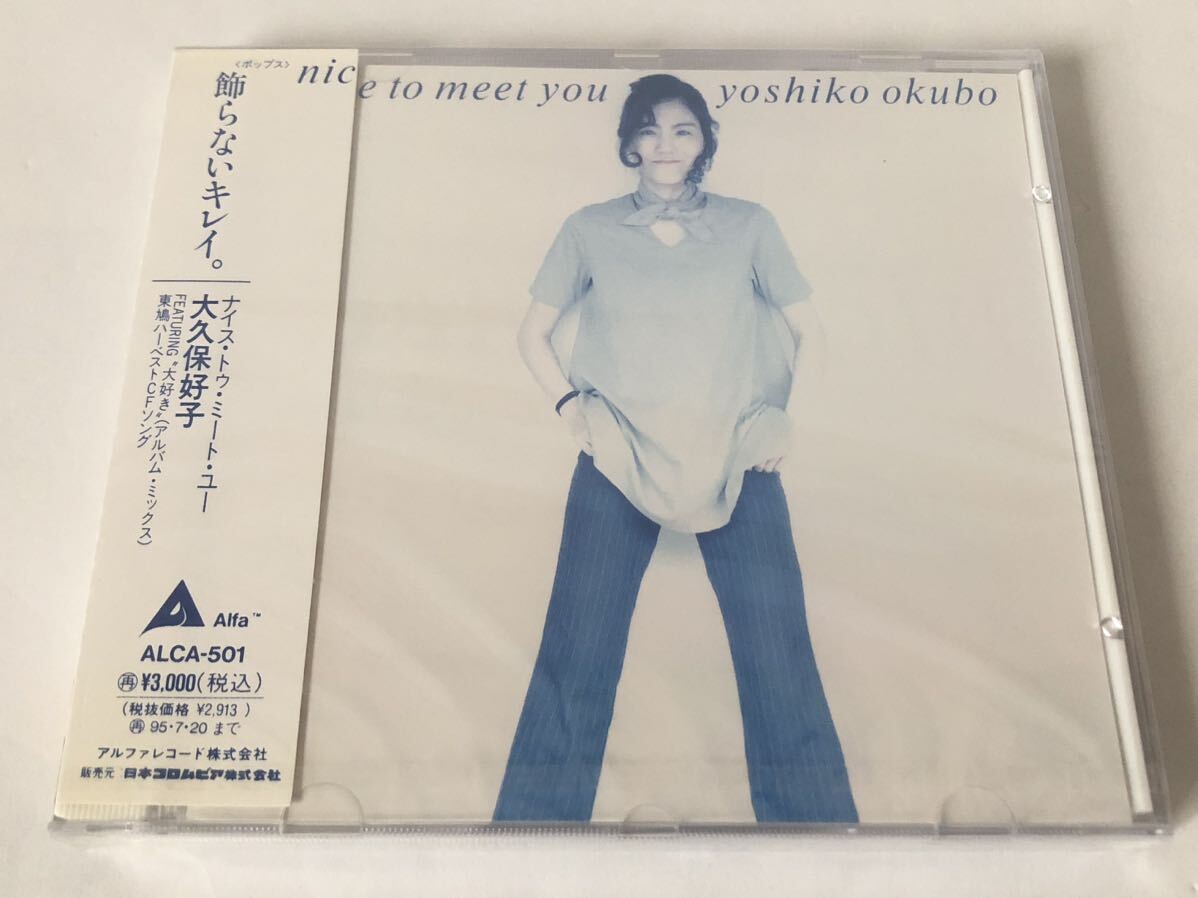 nice to meet you yoshiko okubo
〈ポップス〉
飾らないキレイ。
ナイス・トゥ・ミート・ユー
大久保好子
FEATURING“大好き”(アルバム・ミックス)
東鳩ハーベストCFソング
Alfa™
ALCA-501
再¥3,000(税込)
(税抜価格 ¥2,913 )
再95・7・20 まで
アルファレコード株式会社
販売元 日本コロムビア株式会社